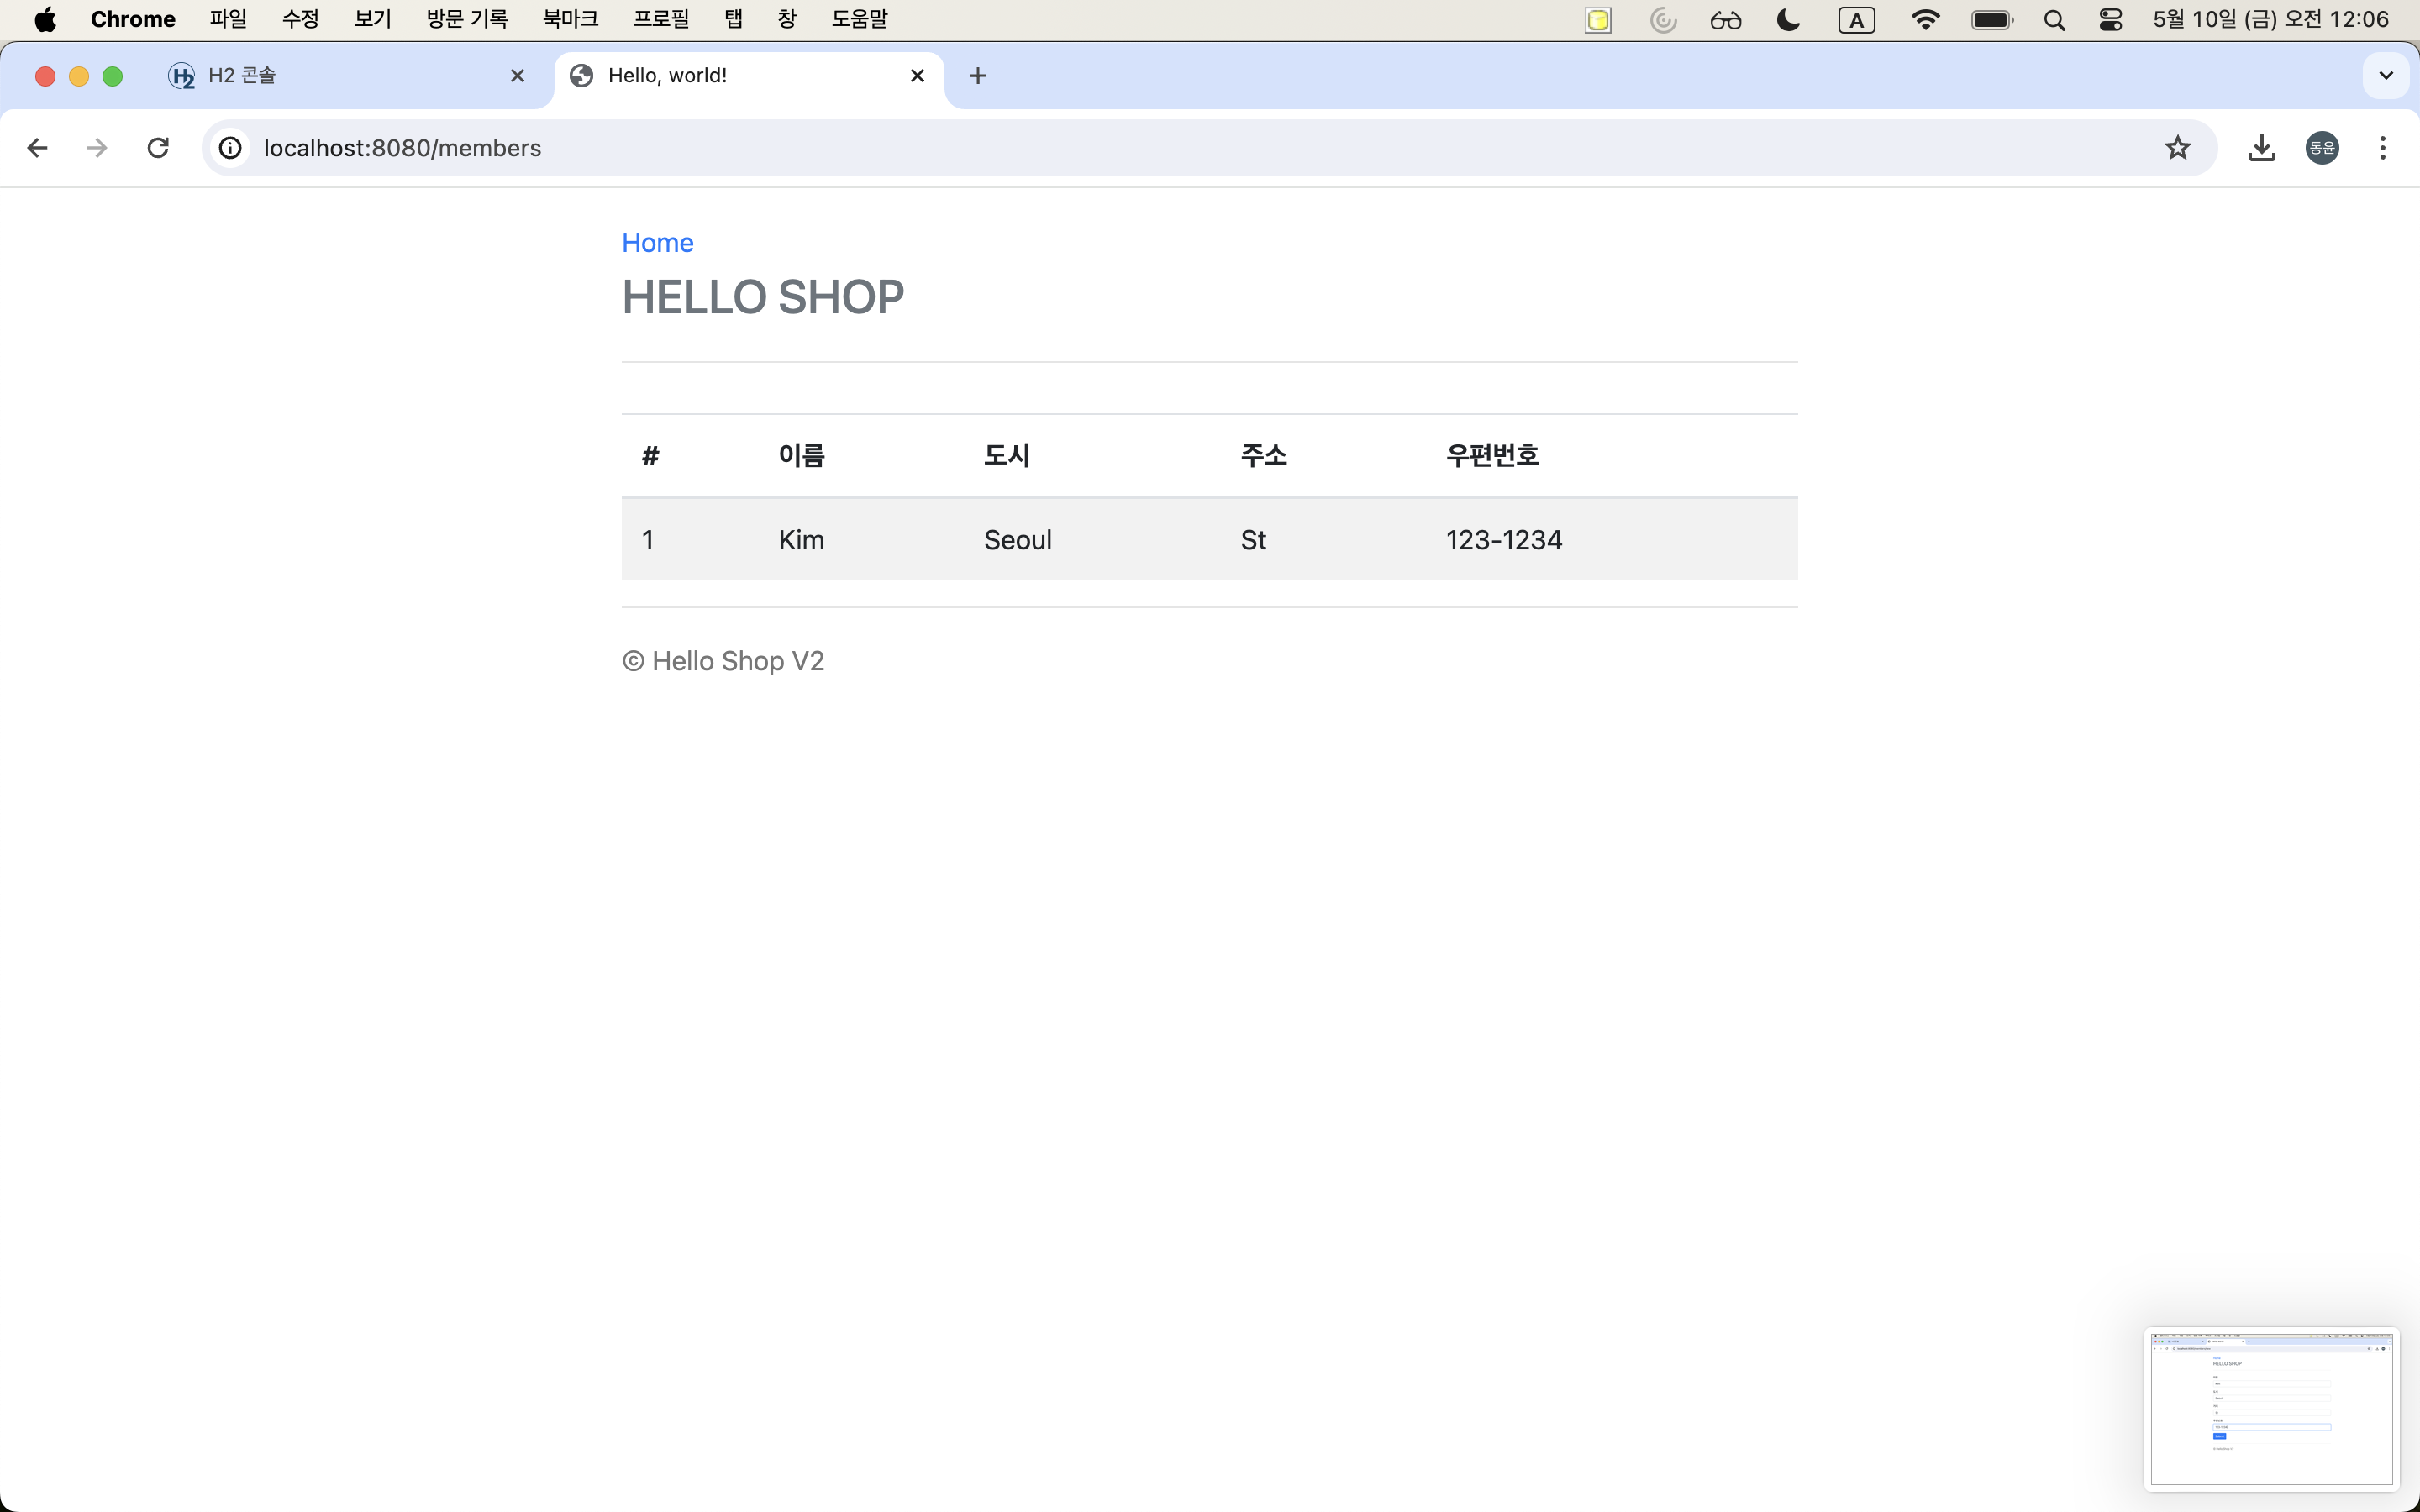 Chrome 파일 수정 보기 방문 기록 북마크 프로필 탭 창 도움말 A 5월 10일 (금) 오전 12:06
H2 H2 콘솔 Hello, world!
localhost:8080/members 동윤
Home
HELLO SHOP
# 이름 도시 주소 우편번호
1 Kim Seoul St 123-1234
© Hello Shop V2
HELLO SHOP